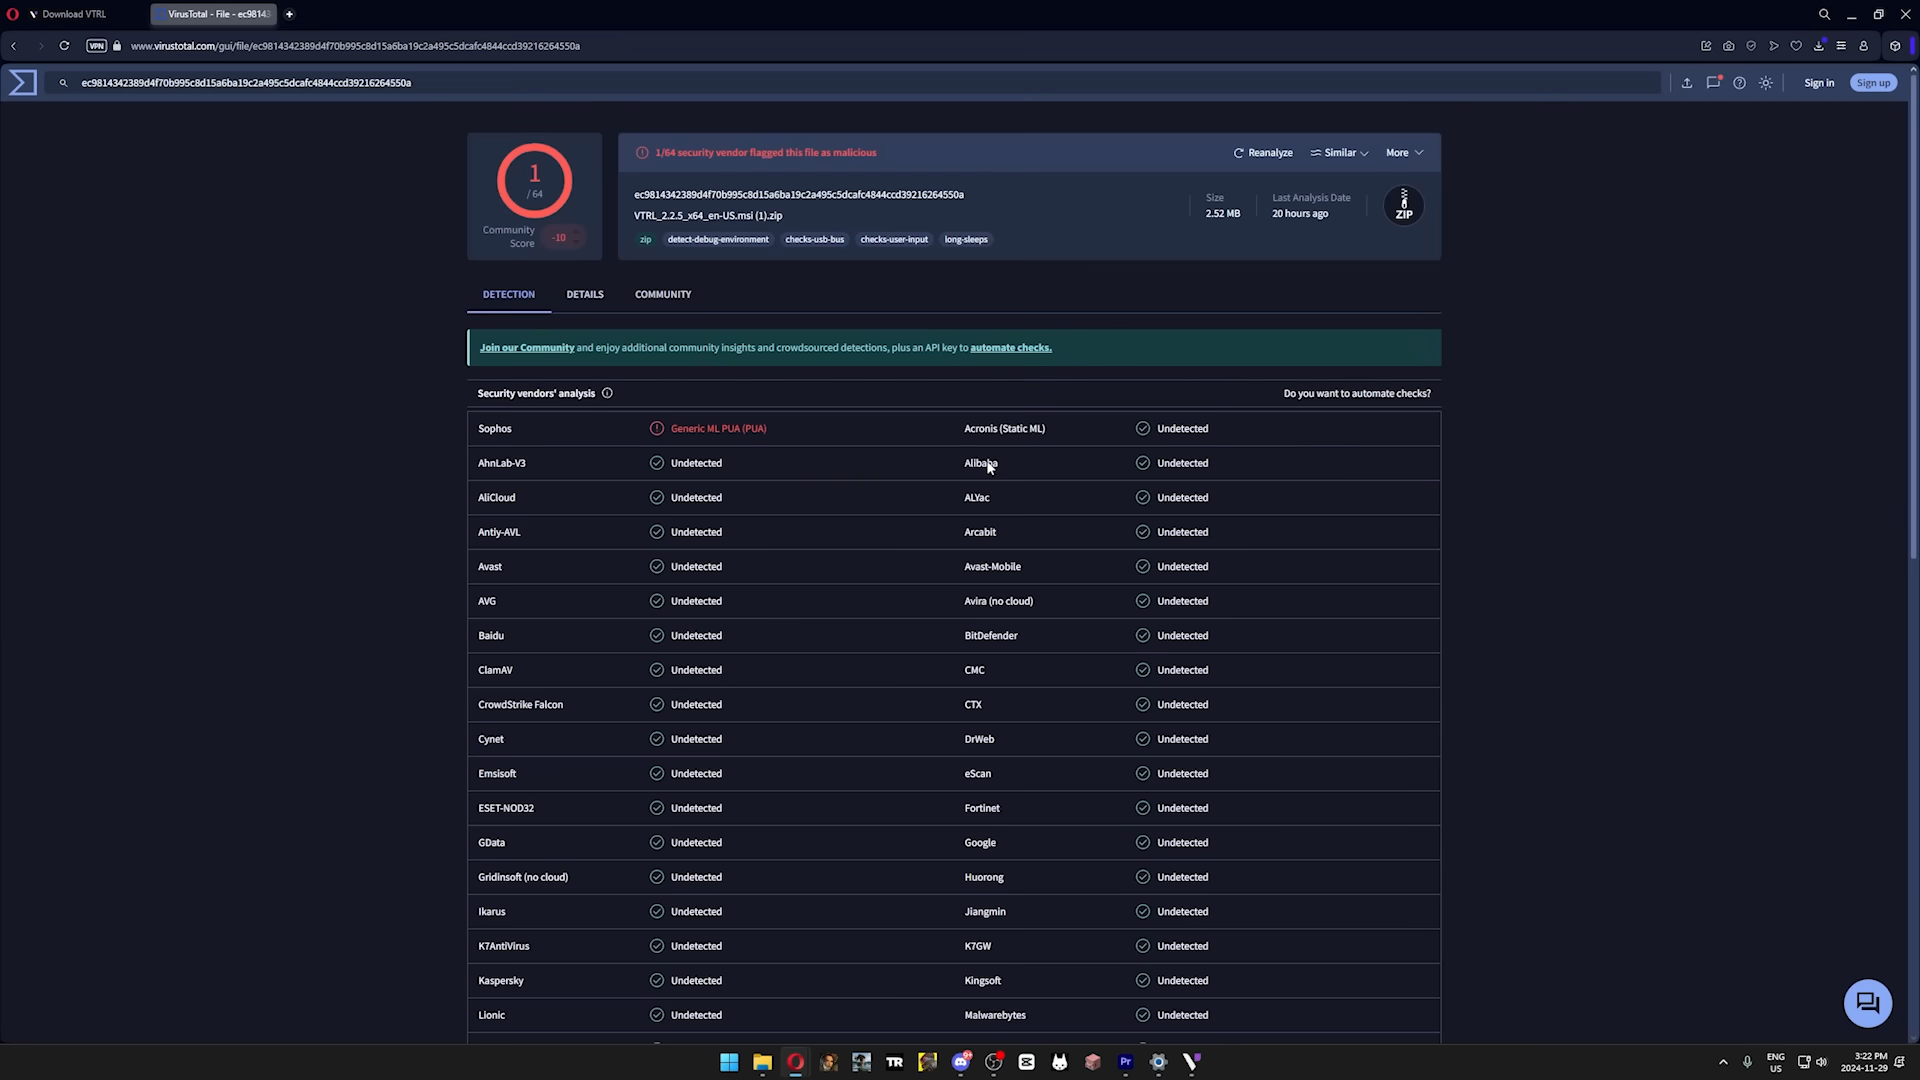 Download VTRL
VirusTotal - File - ec98143
VPN
www.virustotal.com/gui/file/ec9814342389d4f70b995c8d15a6ba19c2a495c5dcafc4844ccd39216264550a
ec9814342389d4f70b995c8d15a6ba19c2a495c5dcafc4844ccd39216264550a
Sign in
Sign up
1
/ 64
Community Score
-10
1/64 security vendor flagged this file as malicious
Reanalyze
Similar
More
ec9814342389d4f70b995c8d15a6ba19c2a495c5dcafc4844ccd39216264550a
VTRL_2.2.5_x64_en-US.msi (1).zip
zip detect-debug-environment checks-usb-bus checks-user-input long-sleeps
Size
2.52 MB
Last Analysis Date
20 hours ago
ZIP
DETECTION DETAILS COMMUNITY
Join our Community and enjoy additional community insights and crowdsourced detections, plus an API key to automate checks.
Security vendors' analysis Do you want to automate checks?
Sophos Generic ML PUA (PUA) Acronis (Static ML) Undetected
AhnLab-V3 Undetected Alibaba Undetected
AliCloud Undetected ALYac Undetected
Antiy-AVL Undetected Arcabit Undetected
Avast Undetected Avast-Mobile Undetected
AVG Undetected Avira (no cloud) Undetected
Baidu Undetected BitDefender Undetected
ClamAV Undetected CMC Undetected
CrowdStrike Falcon Undetected CTX Undetected
Cynet Undetected DrWeb Undetected
Emsisoft Undetected eScan Undetected
ESET-NOD32 Undetected Fortinet Undetected
GData Undetected Google Undetected
Gridinsoft (no cloud) Undetected Huorong Undetected
Ikarus Undetected Jiangmin Undetected
K7AntiVirus Undetected K7GW Undetected
Kaspersky Undetected Kingsoft Undetected
Lionic Undetected Malwarebytes Undetected
TR
Pr
ENG
US
3:22 PM
2024-11-29